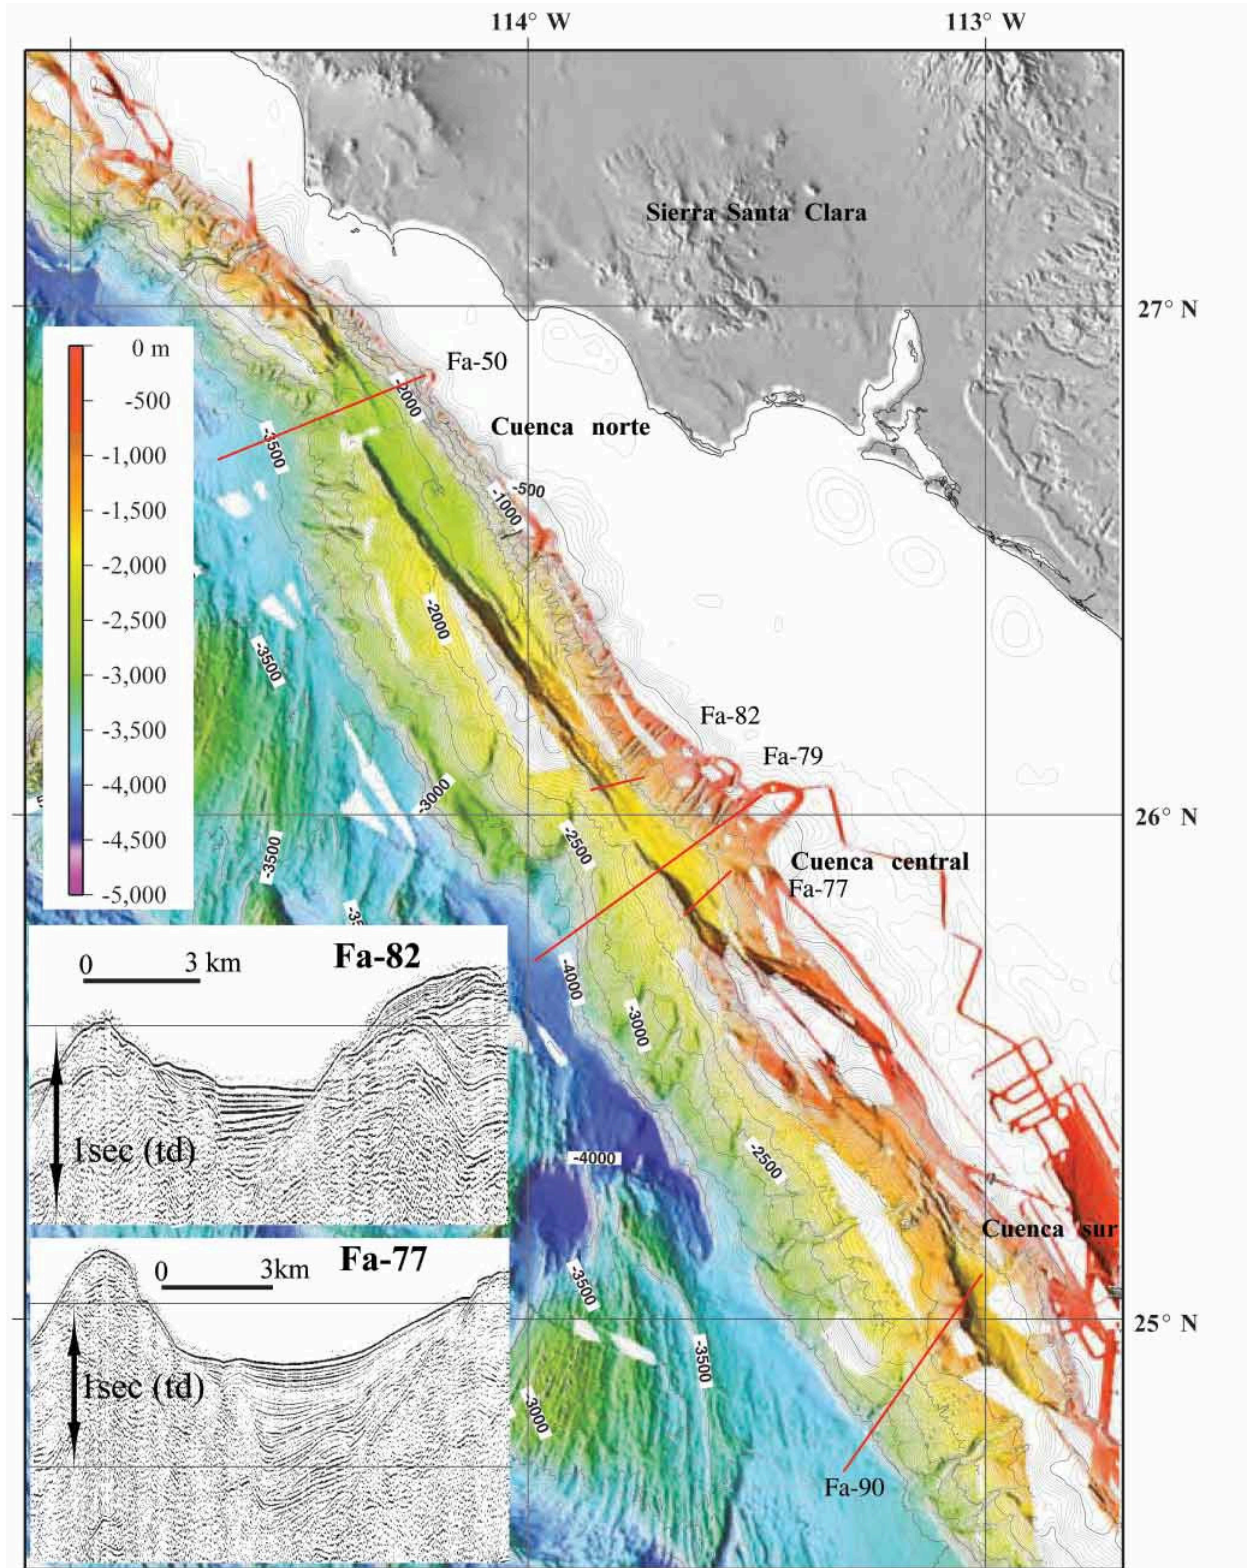 114° W
113° W
Sierra Santa Clara
27° N
0 m
-500
-1,000
-1,500
-2,000
-2,500
-3,000
-3,500
-4,000
-4,500
-5,000
Fa-50
-2000
Cuenca norte
-3500
-500
-1000
-2000
-3500
Fa-82
Fa-79
-3000
26° N
-2500
-3500
Cuenca central
Fa-77
-4000
-3000
Fa-82
0 3 km
1sec (td)
-2500
-4000
Cuenca sur
Fa-77
0 3km
1sec (td)
-3500
25° N
-3500
-3000
Fa-90